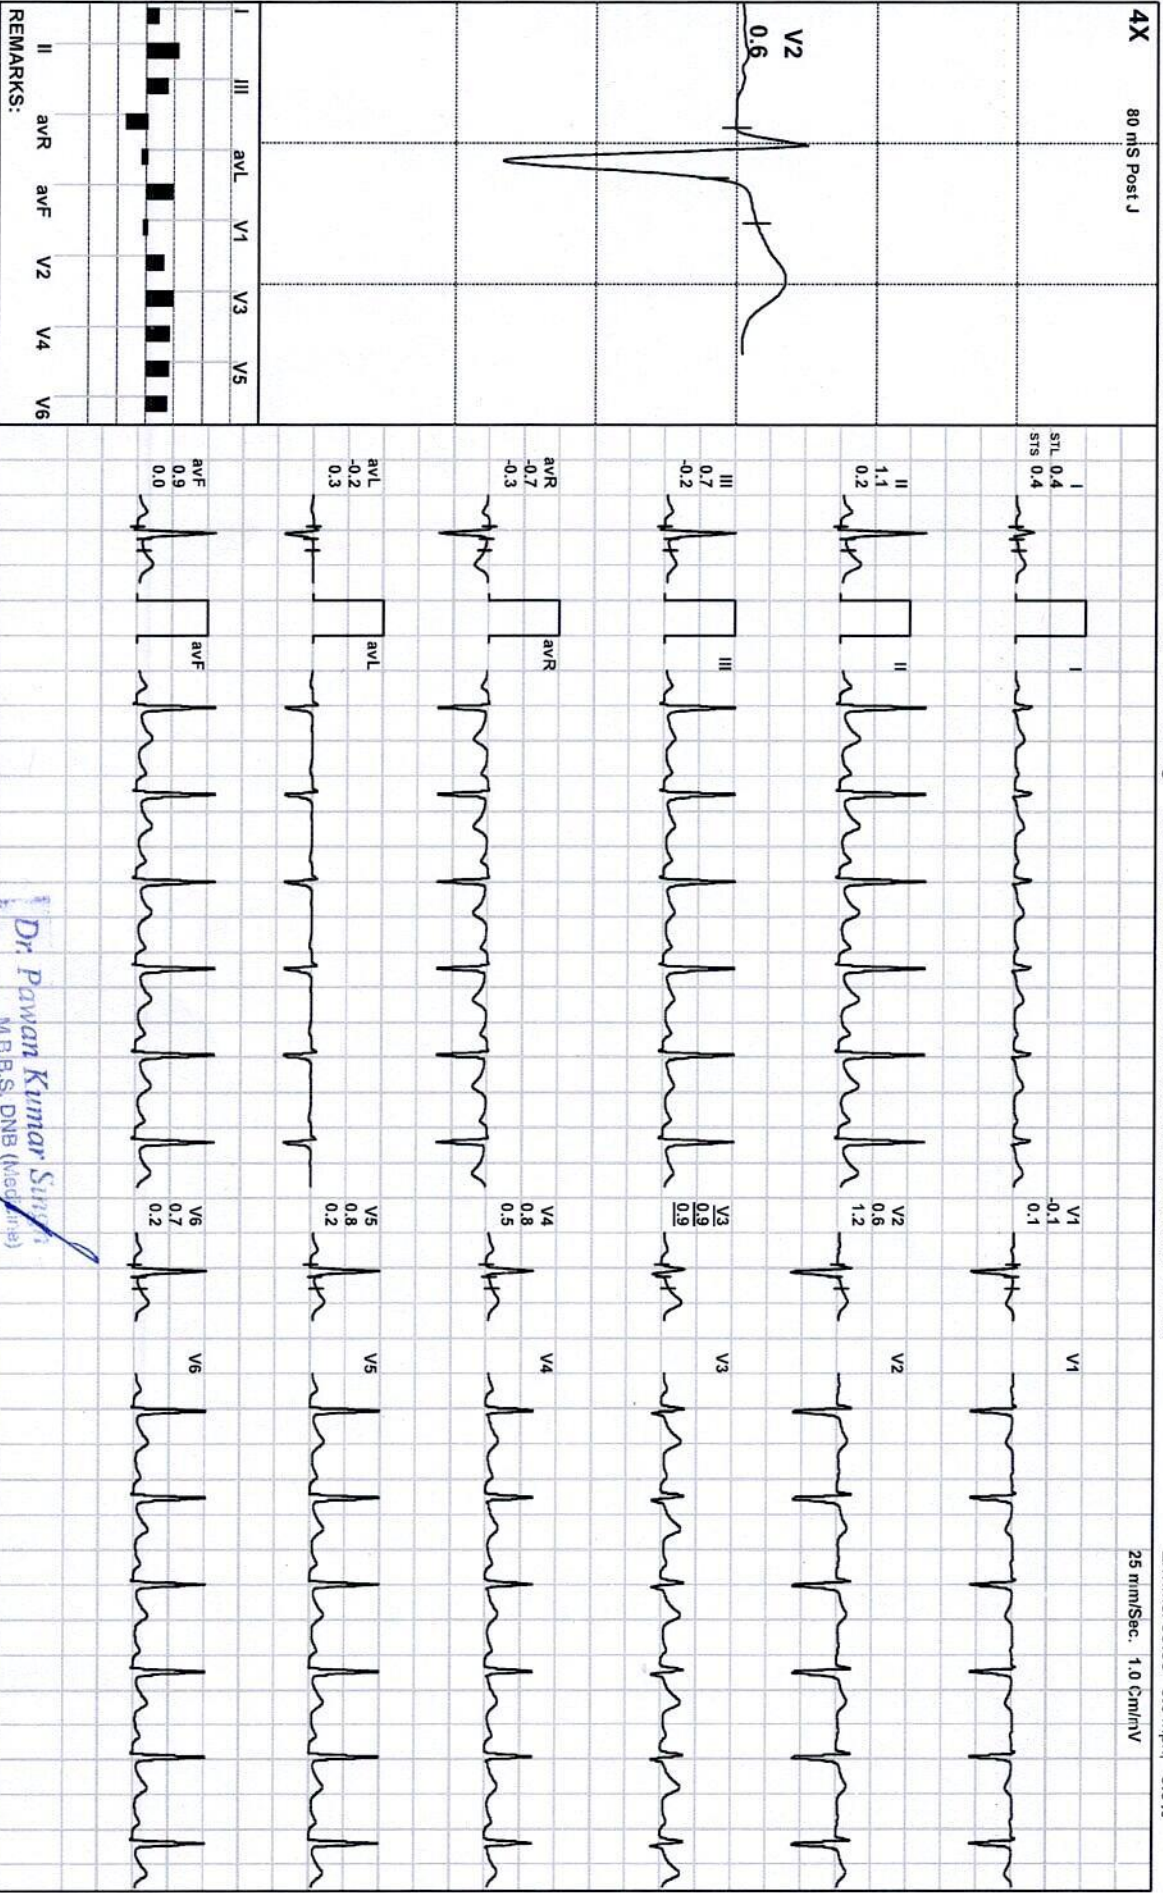 4X
80 mS Post J
V2
0.6
25 mm/Sec. 1.0 Cm/mV
I
STL 0.4
STS 0.4
I
V1
-0.1
0.1
V1
II
1.1
0.2
II
V2
0.6
1.2
V2
III
0.7
-0.2
III
V3
0.9
0.9
V3
avR
-0.7
-0.3
avR
V4
0.8
0.5
V4
avL
-0.2
0.3
avL
V5
0.8
0.2
V5
avF
0.9
0.0
avF
V6
0.7
0.2
V6
I III avL V1 V3 V5
II avR avF V2 V4 V6
REMARKS:
Dr. Pawan Kumar Singh
M.B.B.S. DNB (Medicine)